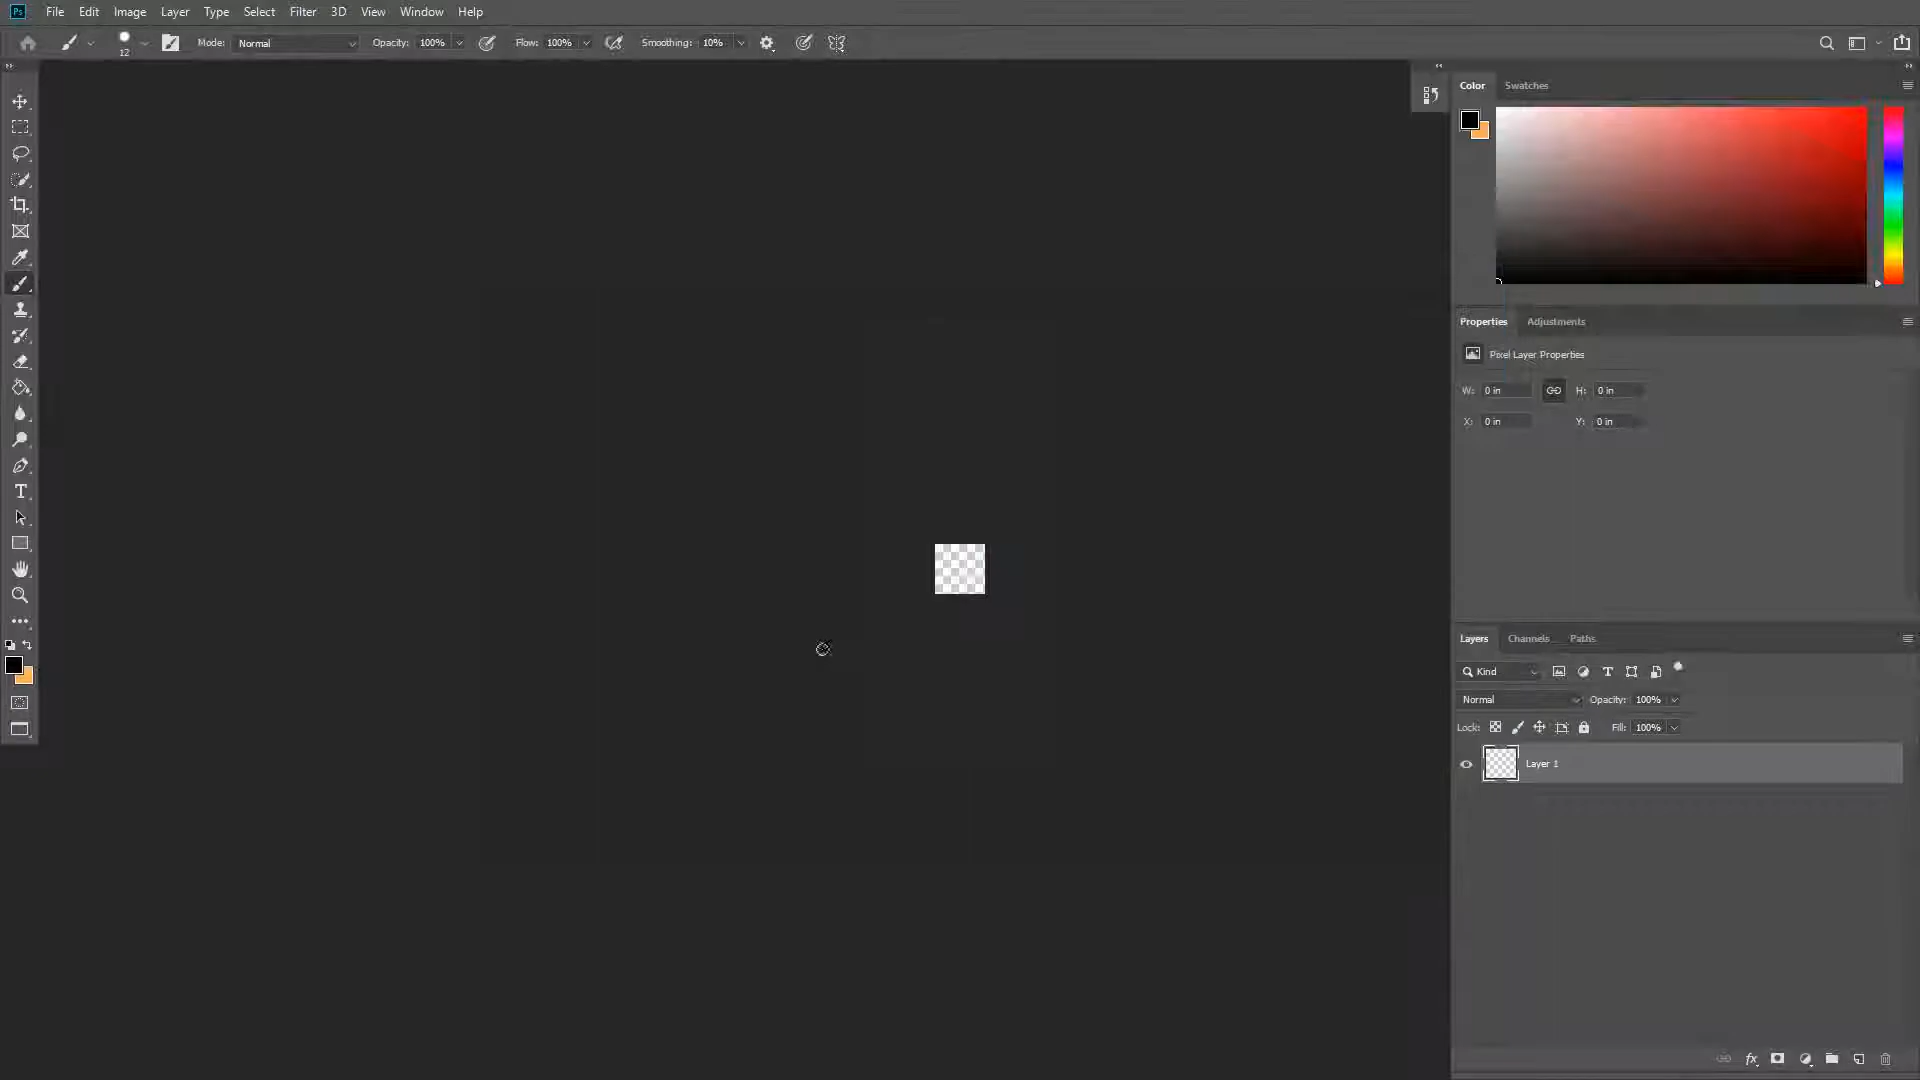 Ps File Edit Image Layer Type Select Filter 3D View Window Help
12 Mode: Normal Opacity: 100% Flow: 100% Smoothing: 10%
Color Swatches
Properties Adjustments
Pixel Layer Properties
W: 0 in H: 0 in
X: 0 in Y: 0 in
Layers Channels Paths
Kind
Normal Opacity: 100%
Lock: Fill: 100%
Layer 1
fx